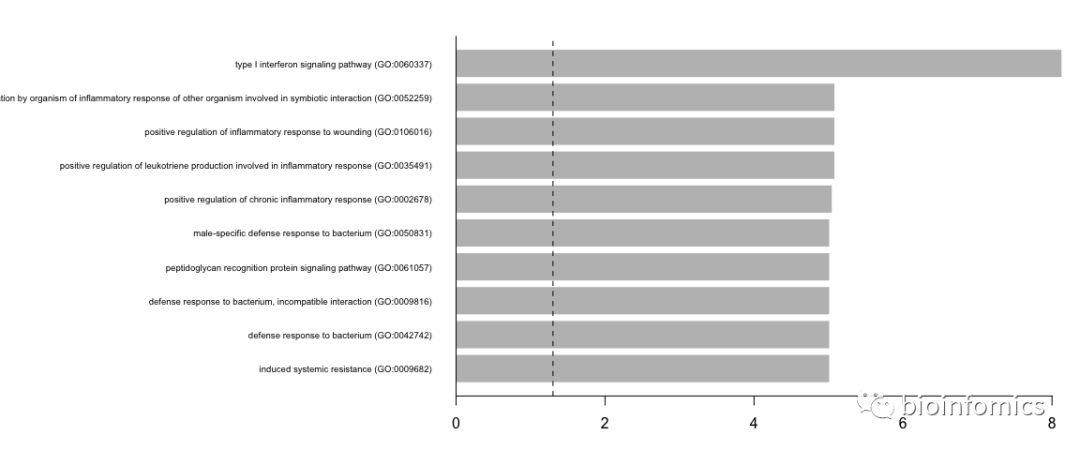 type I interferon signaling pathway (GO:0060337)
tion by organism of inflammatory response of other organism involved in symbiotic interaction (GO:0052259)
positive regulation of inflammatory response to wounding (GO:0106016)
positive regulation of leukotriene production involved in inflammatory response (GO:0035491)
positive regulation of chronic inflammatory response (GO:0002678)
male-specific defense response to bacterium (GO:0050831)
peptidoglycan recognition protein signaling pathway (GO:0061057)
defense response to bacterium, incompatible interaction (GO:0009816)
defense response to bacterium (GO:0042742)
induced systemic resistance (GO:0009682)
bioinfomics
0 2 4 6 8